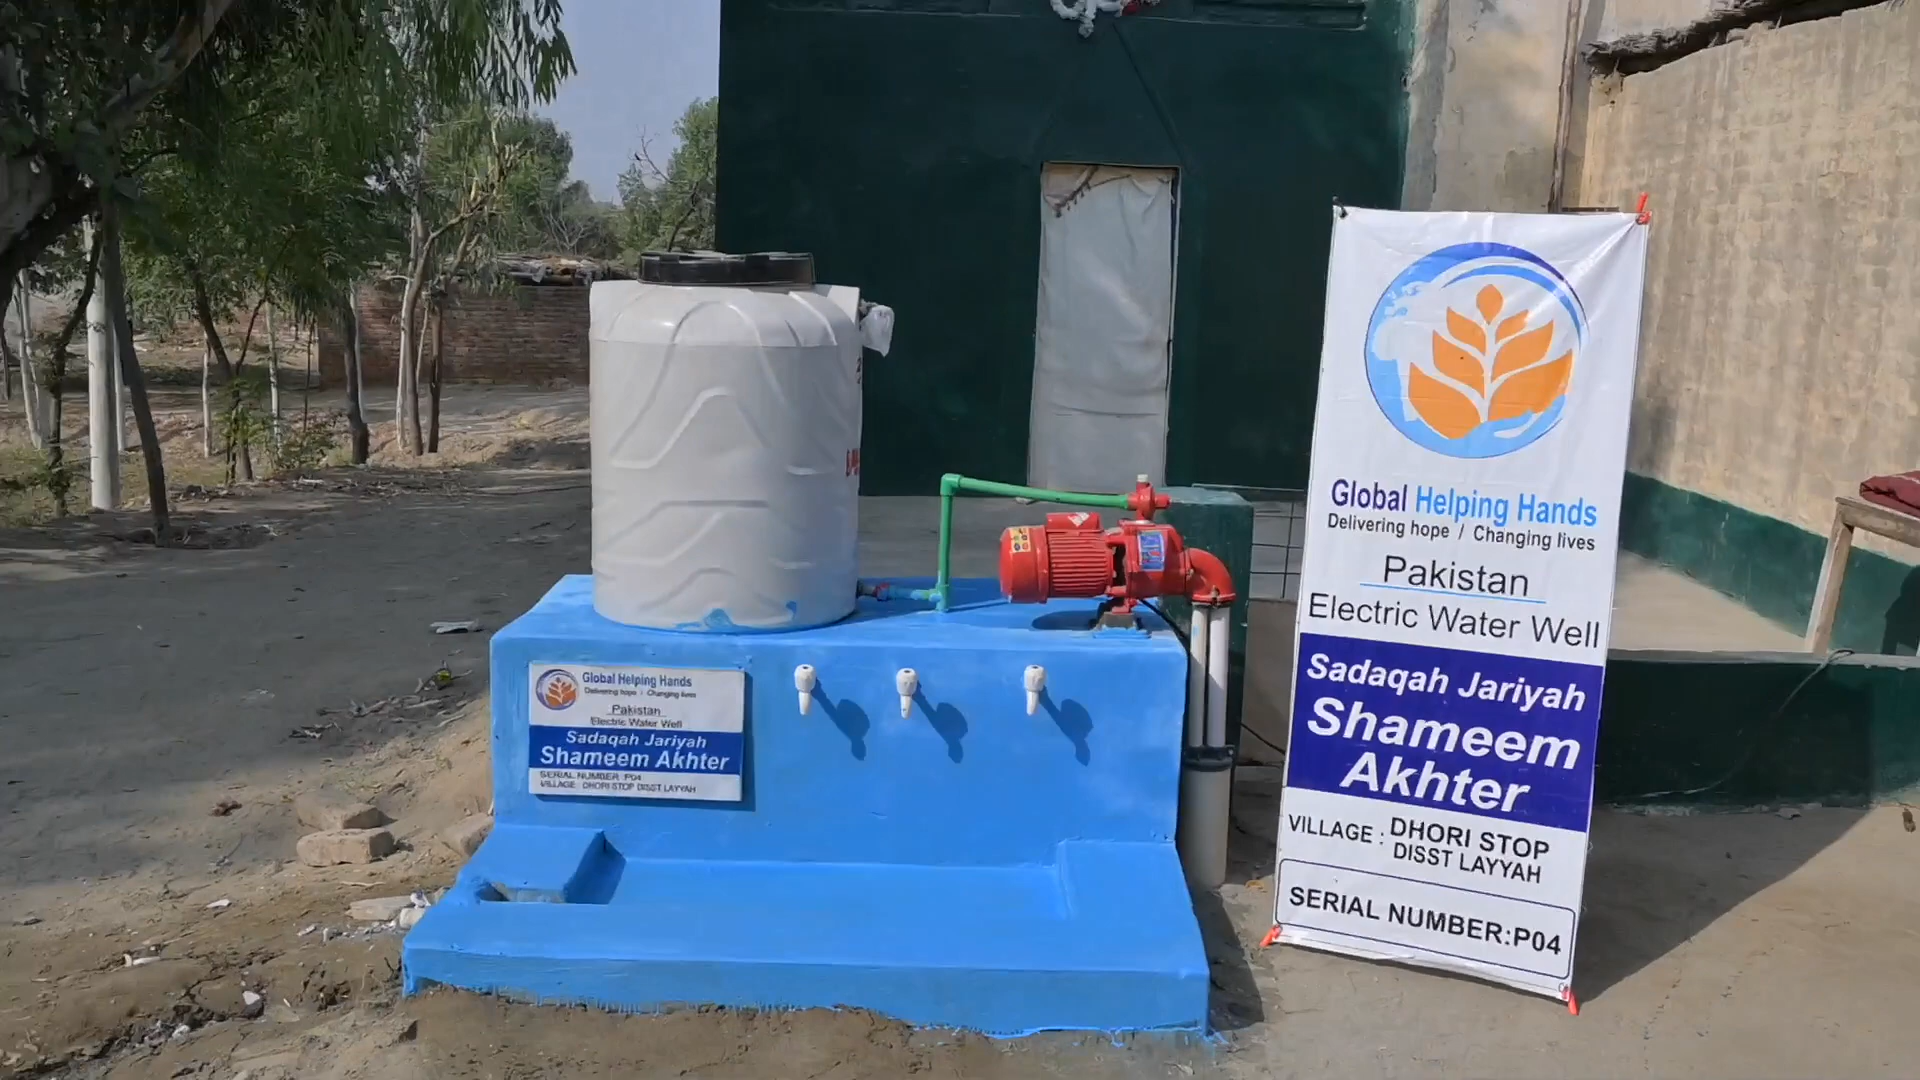 Global Helping Hands
Delivering hope / Changing lives
Pakistan
Electric Water Well
Sadaqah Jariyah
Shameem Akhter
SERIAL NUMBER P04
VILLAGE : DHORI STOP DISST LAYYAH
Global Helping Hands
Delivering hope / Changing lives
Pakistan
Electric Water Well
Sadaqah Jariyah
Shameem
Akhter
VILLAGE : DHORI STOP
DISST LAYYAH
SERIAL NUMBER:P04